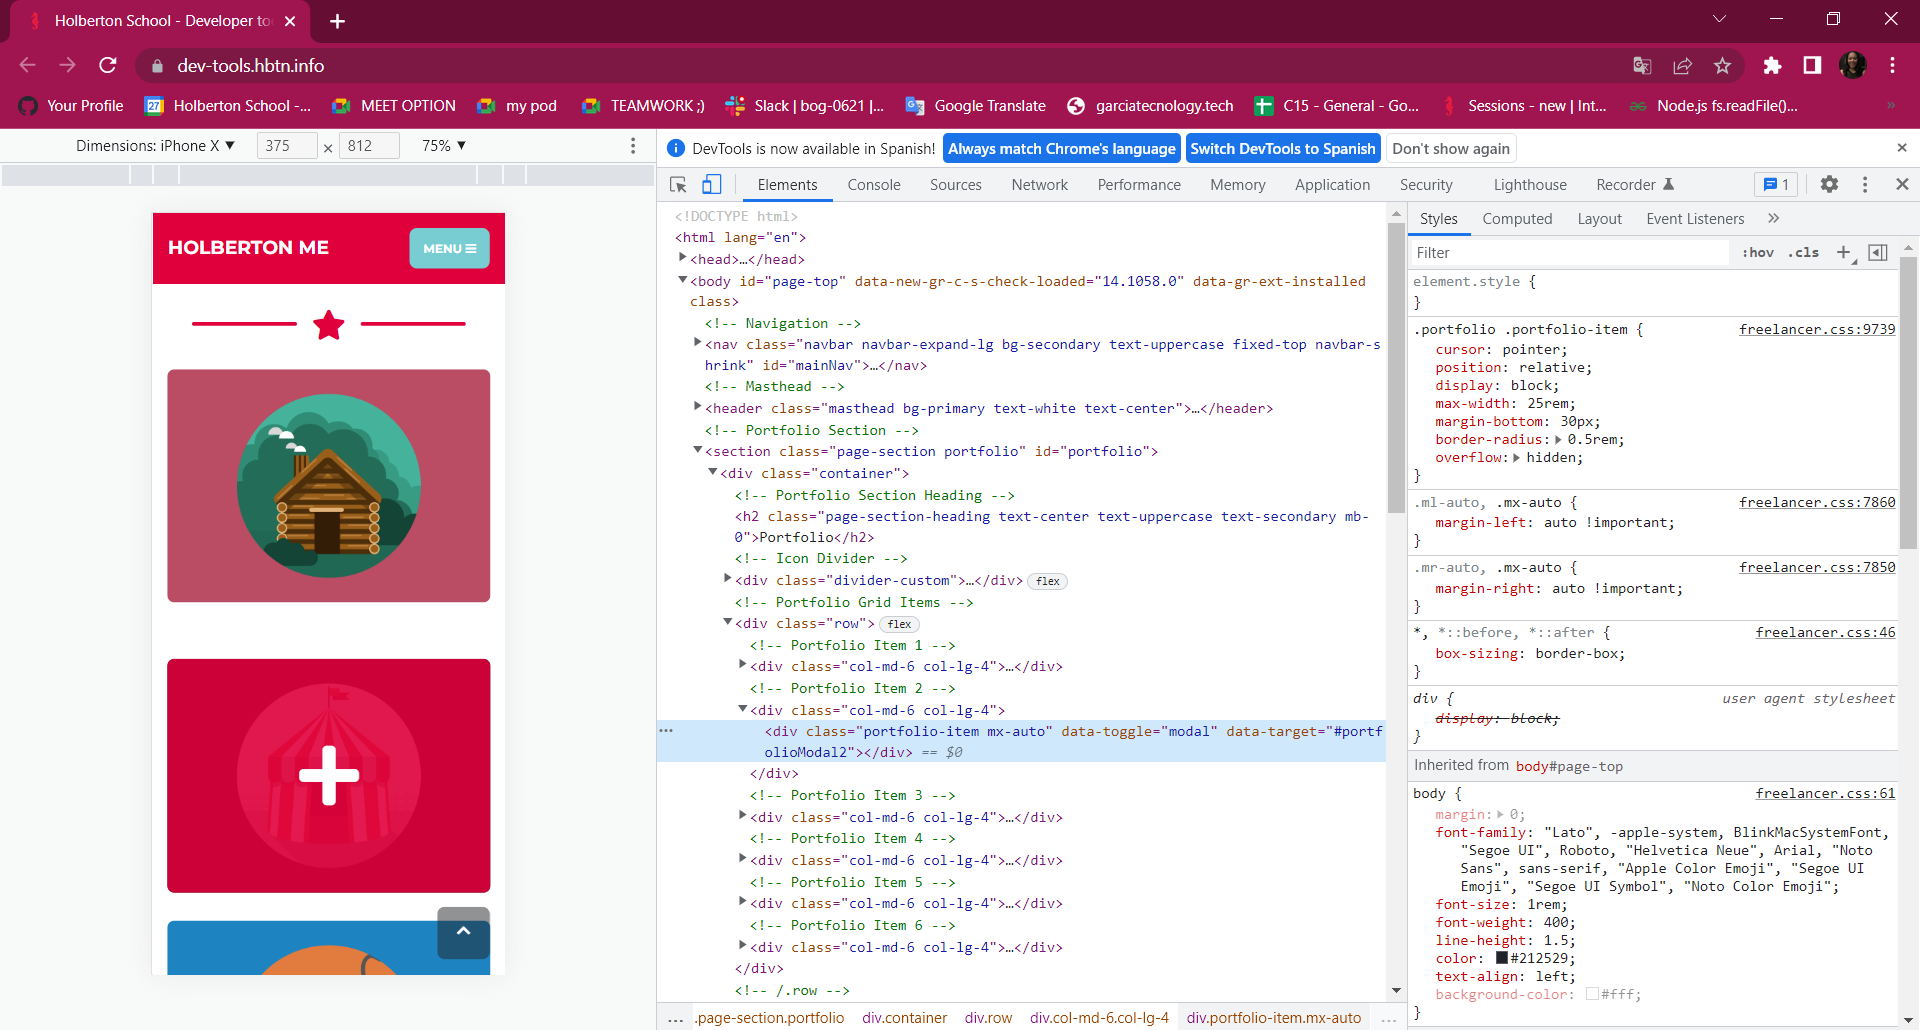 Holberton School - Developer to
dev-tools.hbtn.info
Your Profile
27
Holberton School -...
MEET OPTION
my pod
TEAMWORK ;)
Slack | bog-0621 |...
Google Translate
garciatecnology.tech
C15 - General - Go...
Sessions - new | Int...
Node.js fs.readFile()...
»
Dimensions: iPhone X ▼ 375 × 812 75% ▼
HOLBERTON ME
MENU
DevTools is now available in Spanish! Always match Chrome's language Switch DevTools to Spanish Don't show again
Elements Console Sources Network Performance Memory Application Security Lighthouse Recorder 1
<!DOCTYPE html>
<html lang="en">
<head>…</head>
<body id="page-top" data-new-gr-c-s-check-loaded="14.1058.0" data-gr-ext-installed
class>
<!-- Navigation -->
<nav class="navbar navbar-expand-lg bg-secondary text-uppercase fixed-top navbar-s
hrink" id="mainNav">…</nav>
<!-- Masthead -->
<header class="masthead bg-primary text-white text-center">…</header>
<!-- Portfolio Section -->
<section class="page-section portfolio" id="portfolio">
<div class="container">
<!-- Portfolio Section Heading -->
<h2 class="page-section-heading text-center text-uppercase text-secondary mb-
0">Portfolio</h2>
<!-- Icon Divider -->
<div class="divider-custom">…</div> flex
<!-- Portfolio Grid Items -->
<div class="row"> flex
<!-- Portfolio Item 1 -->
<div class="col-md-6 col-lg-4">…</div>
<!-- Portfolio Item 2 -->
<div class="col-md-6 col-lg-4">
<div class="portfolio-item mx-auto" data-toggle="modal" data-target="#portf
olioModal2"></div> == $0
</div>
<!-- Portfolio Item 3 -->
<div class="col-md-6 col-lg-4">…</div>
<!-- Portfolio Item 4 -->
<div class="col-md-6 col-lg-4">…</div>
<!-- Portfolio Item 5 -->
<div class="col-md-6 col-lg-4">…</div>
<!-- Portfolio Item 6 -->
<div class="col-md-6 col-lg-4">…</div>
</div>
<!-- /.row -->
... .page-section.portfolio div.container div.row div.col-md-6.col-lg-4 div.portfolio-item.mx-auto ...
Styles Computed Layout Event Listeners »
Filter :hov .cls +
element.style {
}
.portfolio .portfolio-item { freelancer.css:9739
cursor: pointer;
position: relative;
display: block;
max-width: 25rem;
margin-bottom: 30px;
border-radius: 0.5rem;
overflow: hidden;
}
.ml-auto, .mx-auto { freelancer.css:7860
margin-left: auto !important;
}
.mr-auto, .mx-auto { freelancer.css:7850
margin-right: auto !important;
}
*, *::before, *::after { freelancer.css:46
box-sizing: border-box;
}
div { user agent stylesheet
display: block;
}
Inherited from body#page-top
body { freelancer.css:61
margin: 0;
font-family: "Lato", -apple-system, BlinkMacSystemFont,
"Segoe UI", Roboto, "Helvetica Neue", Arial, "Noto
Sans", sans-serif, "Apple Color Emoji", "Segoe UI
Emoji", "Segoe UI Symbol", "Noto Color Emoji";
font-size: 1rem;
font-weight: 400;
line-height: 1.5;
color: #212529;
text-align: left;
background-color: #fff;
}